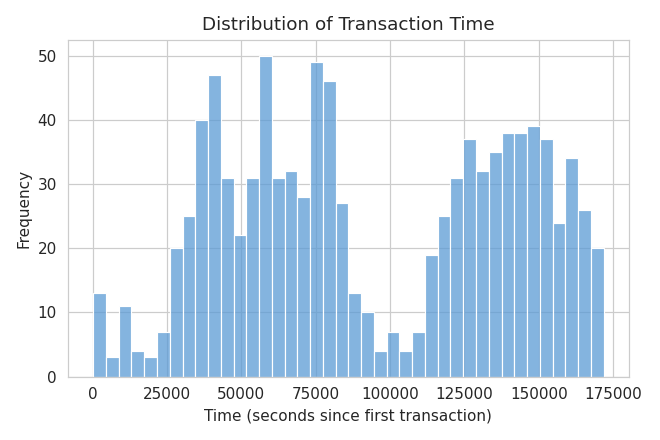 Distribution of Transaction Time
50
40
30
20
10
0
Frequency
0 25000 50000 75000 100000 125000 150000 175000
Time (seconds since first transaction)